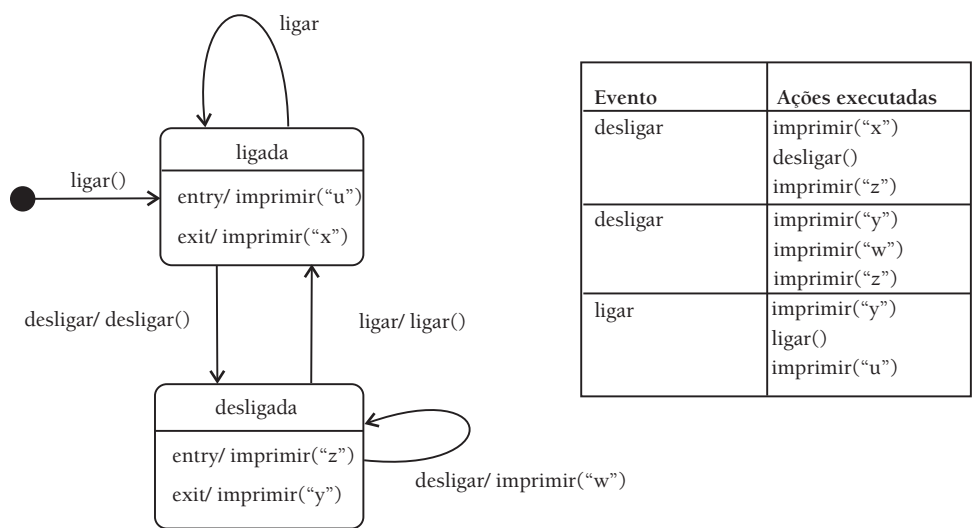 ligar
ligada
ligar()
entry/ imprimir(“u”)
exit/ imprimir(“x”)
desligar/ desligar()
ligar/ ligar()
desligada
entry/ imprimir(“z”)
exit/ imprimir(“y”)
desligar/ imprimir(“w”)
Evento Ações executadas
desligar imprimir(“x”)
desligar()
imprimir(“z”)
desligar imprimir(“y”)
imprimir(“w”)
imprimir(“z”)
ligar imprimir(“y”)
ligar()
imprimir(“u”)